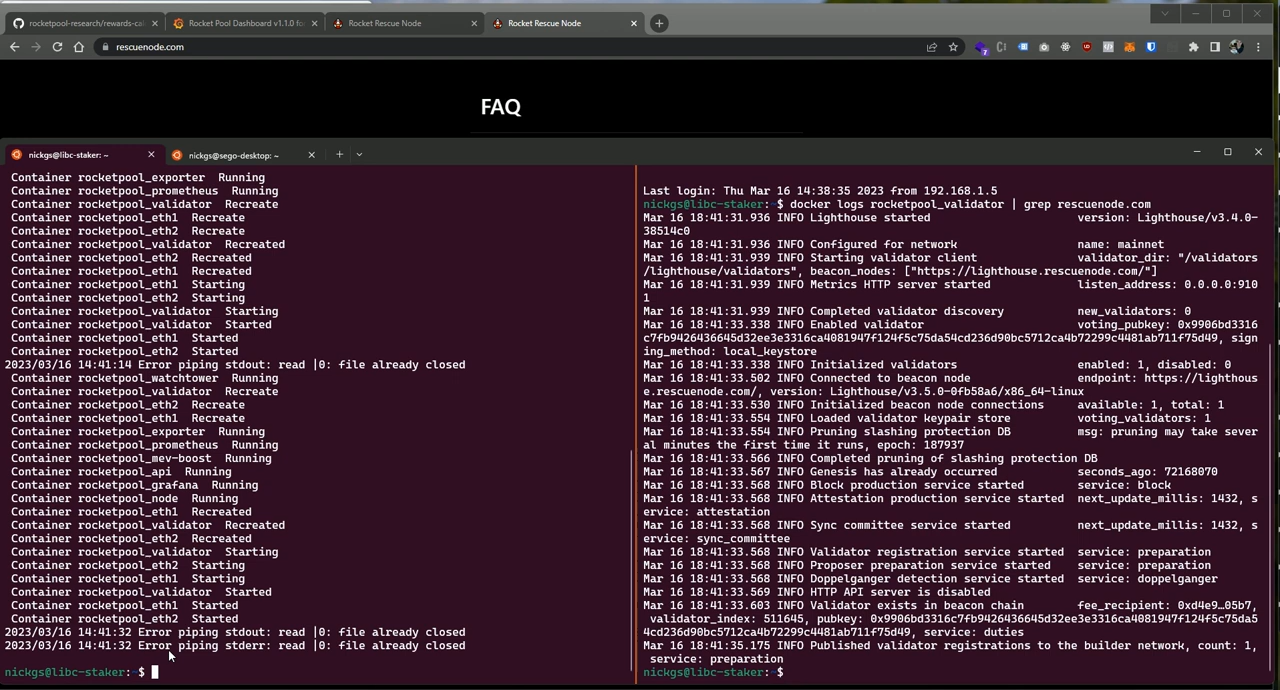 rocketpool-research/rewards-cal
Rocket Pool Dashboard v1.1.0 fo
Rocket Rescue Node
Rocket Rescue Node
rescuenode.com
FAQ
nickgs@libc-staker: ~
nickgs@sego-desktop: ~
Container rocketpool_exporter  Running
Container rocketpool_prometheus  Running
Container rocketpool_validator  Recreate
Container rocketpool_eth1  Recreate
Container rocketpool_eth2  Recreate
Container rocketpool_validator  Recreated
Container rocketpool_eth2  Recreated
Container rocketpool_eth1  Recreated
Container rocketpool_eth1  Starting
Container rocketpool_eth2  Starting
Container rocketpool_validator  Starting
Container rocketpool_validator  Started
Container rocketpool_eth1  Started
Container rocketpool_eth2  Started
2023/03/16 14:41:14 Error piping stdout: read |0: file already closed
Container rocketpool_watchtower  Running
Container rocketpool_validator  Recreate
Container rocketpool_eth2  Recreate
Container rocketpool_eth1  Recreate
Container rocketpool_exporter  Running
Container rocketpool_prometheus  Running
Container rocketpool_mev-boost  Running
Container rocketpool_api  Running
Container rocketpool_grafana  Running
Container rocketpool_node  Running
Container rocketpool_eth1  Recreated
Container rocketpool_validator  Recreated
Container rocketpool_eth2  Recreated
Container rocketpool_validator  Starting
Container rocketpool_eth2  Starting
Container rocketpool_eth1  Starting
Container rocketpool_validator  Started
Container rocketpool_eth1  Started
Container rocketpool_eth2  Started
2023/03/16 14:41:32 Error piping stdout: read |0: file already closed
2023/03/16 14:41:32 Error piping stderr: read |0: file already closed
nickgs@libc-staker:~$
Last login: Thu Mar 16 14:38:35 2023 from 192.168.1.5
nickgs@libc-staker:~$ docker logs rocketpool_validator | grep rescuenode.com
Mar 16 18:41:31.936 INFO Lighthouse started                      version: Lighthouse/v3.4.0-
38514c0
Mar 16 18:41:31.936 INFO Configured for network                  name: mainnet
Mar 16 18:41:31.939 INFO Starting validator client               validator_dir: "/validators
/lighthouse/validators", beacon_nodes: ["https://lighthouse.rescuenode.com/"]
Mar 16 18:41:31.939 INFO Metrics HTTP server started             listen_address: 0.0.0.0:910
1
Mar 16 18:41:31.939 INFO Completed validator discovery           new_validators: 0
Mar 16 18:41:33.338 INFO Enabled validator                       voting_pubkey: 0x9906bd3316
c7fb9426436645d32ee3e3316ca4081947f124f5c75da54cd236d90bc5712ca4b72299c4481ab711f75d49, sign
ing_method: local_keystore
Mar 16 18:41:33.338 INFO Initialized validators                  enabled: 1, disabled: 0
Mar 16 18:41:33.502 INFO Connected to beacon node                endpoint: https://lighthous
e.rescuenode.com/, version: Lighthouse/v3.5.0-0fb58a6/x86_64-linux
Mar 16 18:41:33.530 INFO Initialized beacon node connections     available: 1, total: 1
Mar 16 18:41:33.554 INFO Loaded validator keypair store          voting_validators: 1
Mar 16 18:41:33.554 INFO Pruning slashing protection DB          msg: pruning may take sever
al minutes the first time it runs, epoch: 187937
Mar 16 18:41:33.566 INFO Completed pruning of slashing protection DB
Mar 16 18:41:33.567 INFO Genesis has already occurred            seconds_ago: 72168070
Mar 16 18:41:33.568 INFO Block production service started        service: block
Mar 16 18:41:33.568 INFO Attestation production service started  next_update_millis: 1432, s
ervice: attestation
Mar 16 18:41:33.568 INFO Sync committee service started          next_update_millis: 1432, s
ervice: sync_committee
Mar 16 18:41:33.568 INFO Validator registration service started  service: preparation
Mar 16 18:41:33.568 INFO Proposer preparation service started    service: preparation
Mar 16 18:41:33.568 INFO Doppelganger detection service started  service: doppelganger
Mar 16 18:41:33.569 INFO HTTP API server is disabled
Mar 16 18:41:33.603 INFO Validator exists in beacon chain        fee_recipient: 0xd4e9…05b7,
validator_index: 511645, pubkey: 0x9906bd3316c7fb9426436645d32ee3e3316ca4081947f124f5c75da5
4cd236d90bc5712ca4b72299c4481ab711f75d49, service: duties
Mar 16 18:41:35.175 INFO Published validator registrations to the builder network, count: 1,
service: preparation
nickgs@libc-staker:~$